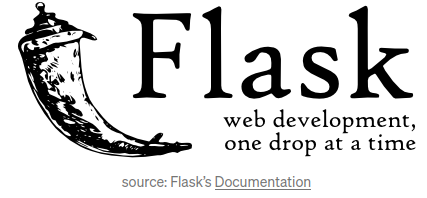 Flask
web development,
one drop at a time
source: Flask's Documentation